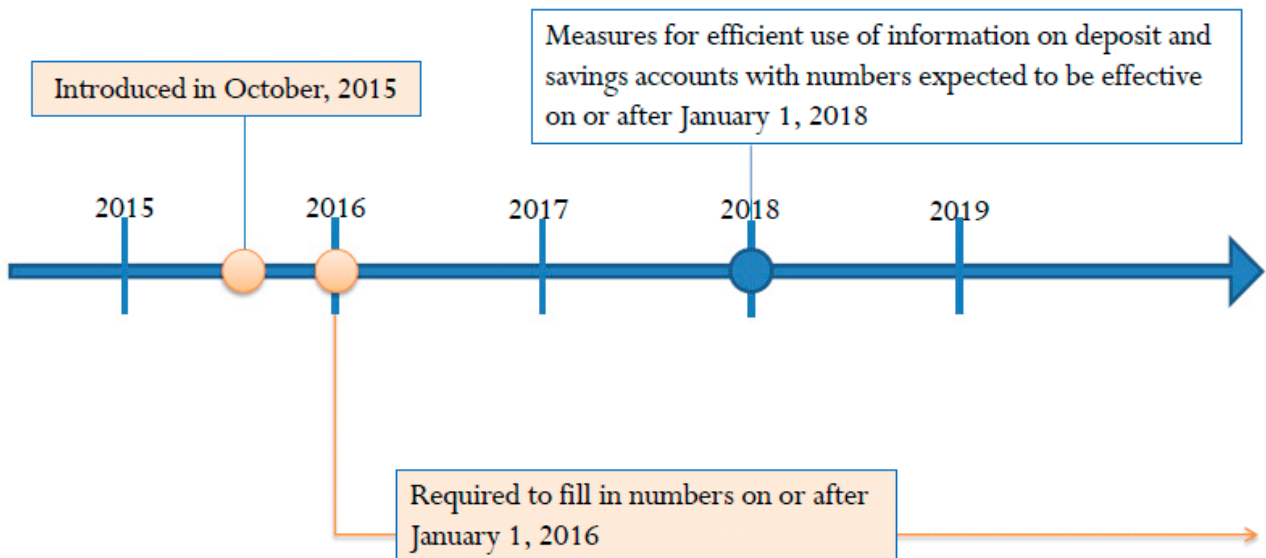 Measures for efficient use of information on deposit and
savings accounts with numbers expected to be effective
on or after January 1, 2018
Introduced in October, 2015
2015
2016
2017
2018
2019
Required to fill in numbers on or after
January 1, 2016